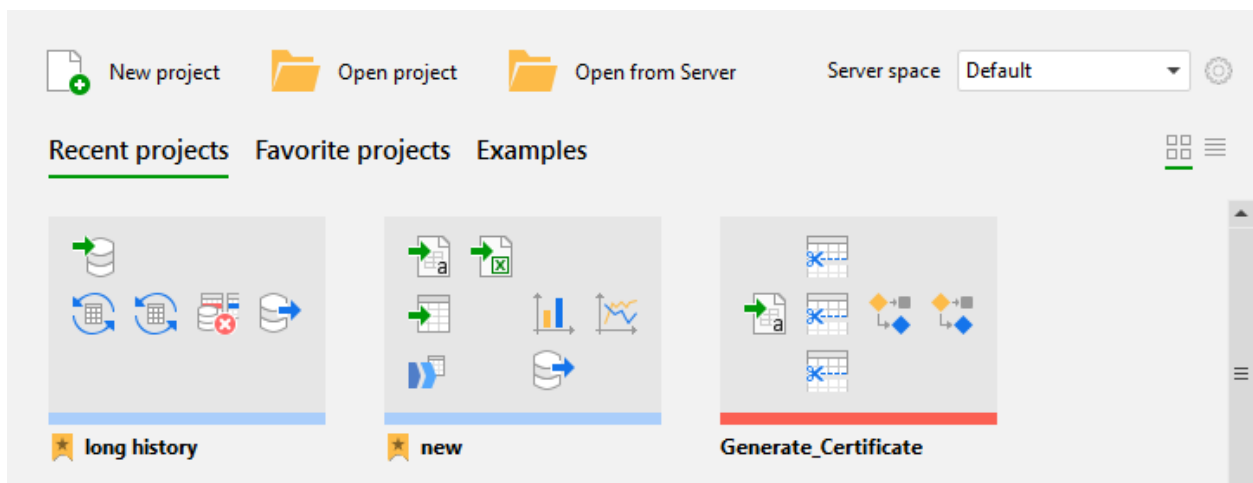 New project Open project Open from Server Server space Default
Recent projects Favorite projects Examples
a a
long history new Generate_Certificate